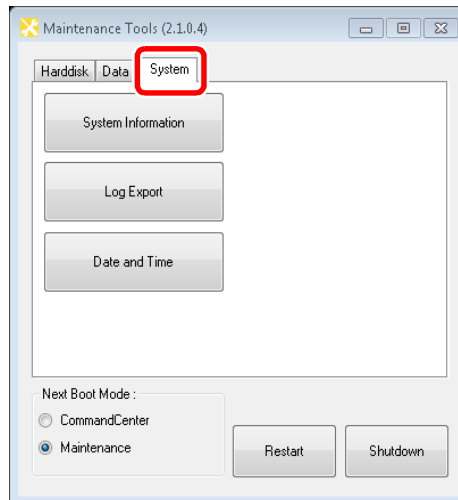 Maintenance Tools (2.1.0.4)
Harddisk Data System
System Information
Log Export
Date and Time
Next Boot Mode :
CommandCenter
Maintenance
Restart Shutdown